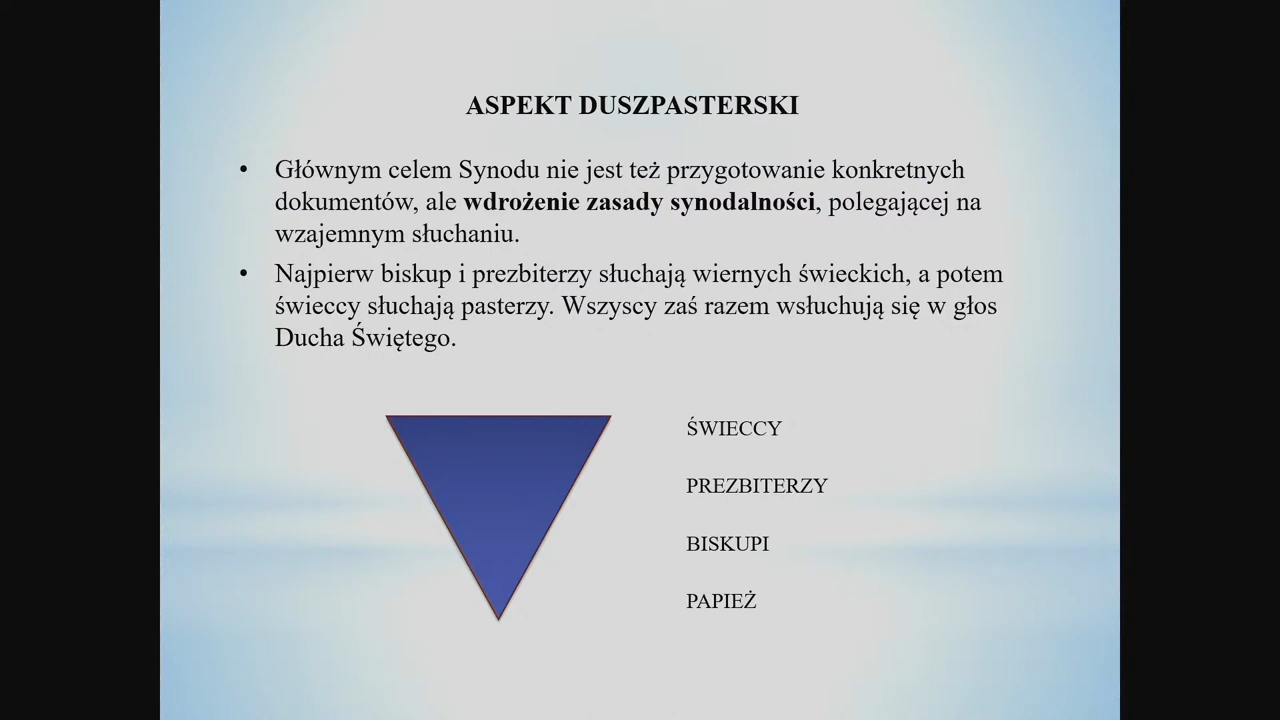 ASPEKT DUSZPASTERSKI
• Głównym celem Synodu nie jest też przygotowanie konkretnych
dokumentów, ale wdrożenie zasady synodalności, polegającej na
wzajemnym słuchaniu.
• Najpierw biskup i prezbiterzy słuchają wiernych świeckich, a potem
świeccy słuchają pasterzy. Wszyscy zaś razem wsłuchują się w głos
Ducha Świętego.
ŚWIECCY
PREZBITERZY
BISKUPI
PAPIEŻ